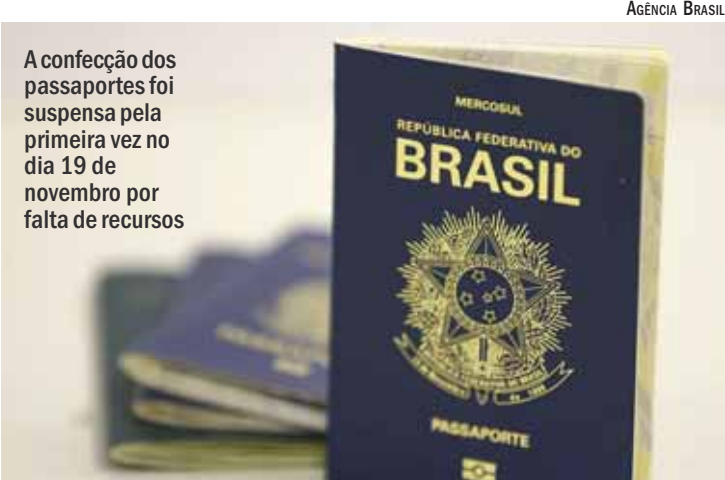 AGÊNCIA BRASIL
A confecção dos
passaportes foi
suspensa pela
primeira vez no
dia 19 de
novembro por
falta de recursos
MERCOSUL
REPÚBLICA FEDERATIVA DO
BRASIL
PASSAPORTE